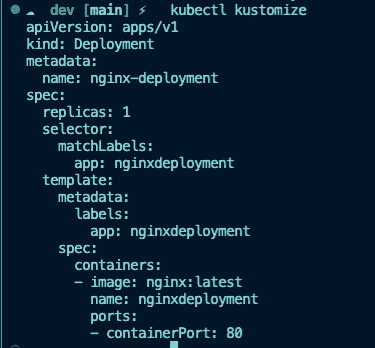 dev [main] ⚡ kubectl kustomize
apiVersion: apps/v1
kind: Deployment
metadata:
  name: nginx-deployment
spec:
  replicas: 1
  selector:
    matchLabels:
      app: nginxdeployment
  template:
    metadata:
      labels:
        app: nginxdeployment
    spec:
      containers:
      - image: nginx:latest
        name: nginxdeployment
        ports:
        - containerPort: 80